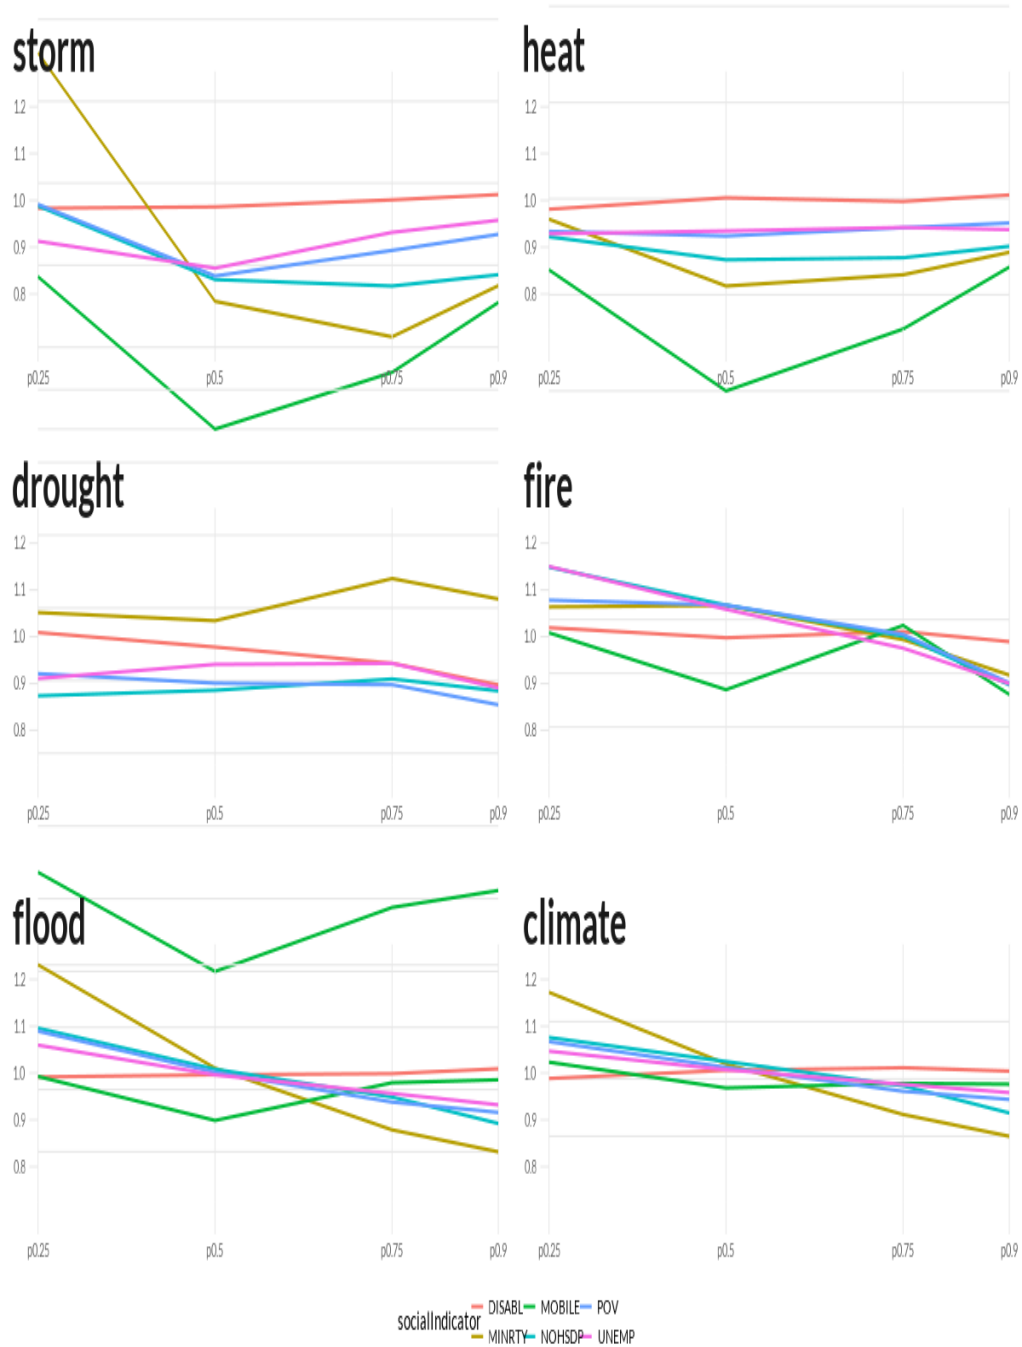 storm
heat
1.2
1.1
1.0
0.9
0.8
p0.25 p0.5 p0.75 p0.9
1.2
1.1
1.0
0.9
0.8
p0.25 p0.5 p0.75 p0.9
drought
fire
1.2
1.1
1.0
0.9
0.8
p0.25 p0.5 p0.75 p0.9
1.2
1.1
1.0
0.9
0.8
p0.25 p0.5 p0.75 p0.9
flood
climate
1.2
1.1
1.0
0.9
0.8
p0.25 p0.5 p0.75 p0.9
1.2
1.1
1.0
0.9
0.8
p0.25 p0.5 p0.75 p0.9
socialIndicator
DISABL MOBILE POV
MINRTY NOHSDP UNEMP